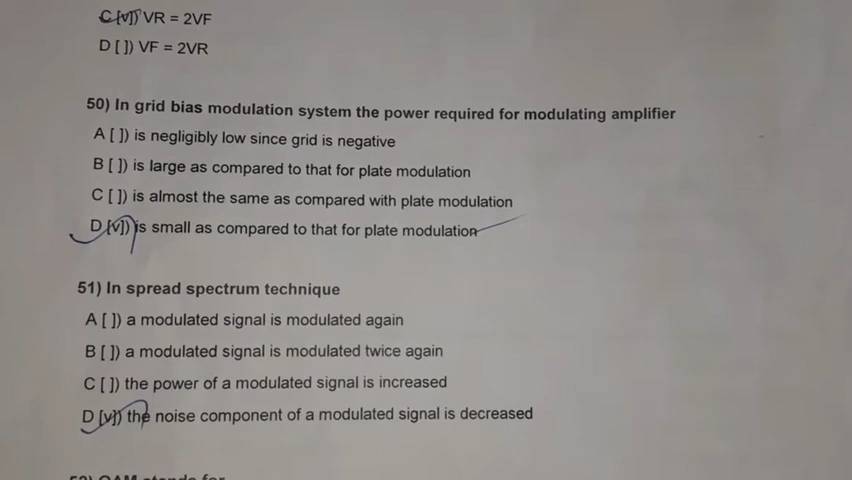 C [v]) VR = 2VF
D [ ]) VF = 2VR
50) In grid bias modulation system the power required for modulating amplifier
A [ ]) is negligibly low since grid is negative
B [ ]) is large as compared to that for plate modulation
C [ ]) is almost the same as compared with plate modulation
D [v]) is small as compared to that for plate modulation
51) In spread spectrum technique
A [ ]) a modulated signal is modulated again
B [ ]) a modulated signal is modulated twice again
C [ ]) the power of a modulated signal is increased
D [v]) the noise component of a modulated signal is decreased
52) QAM stands for